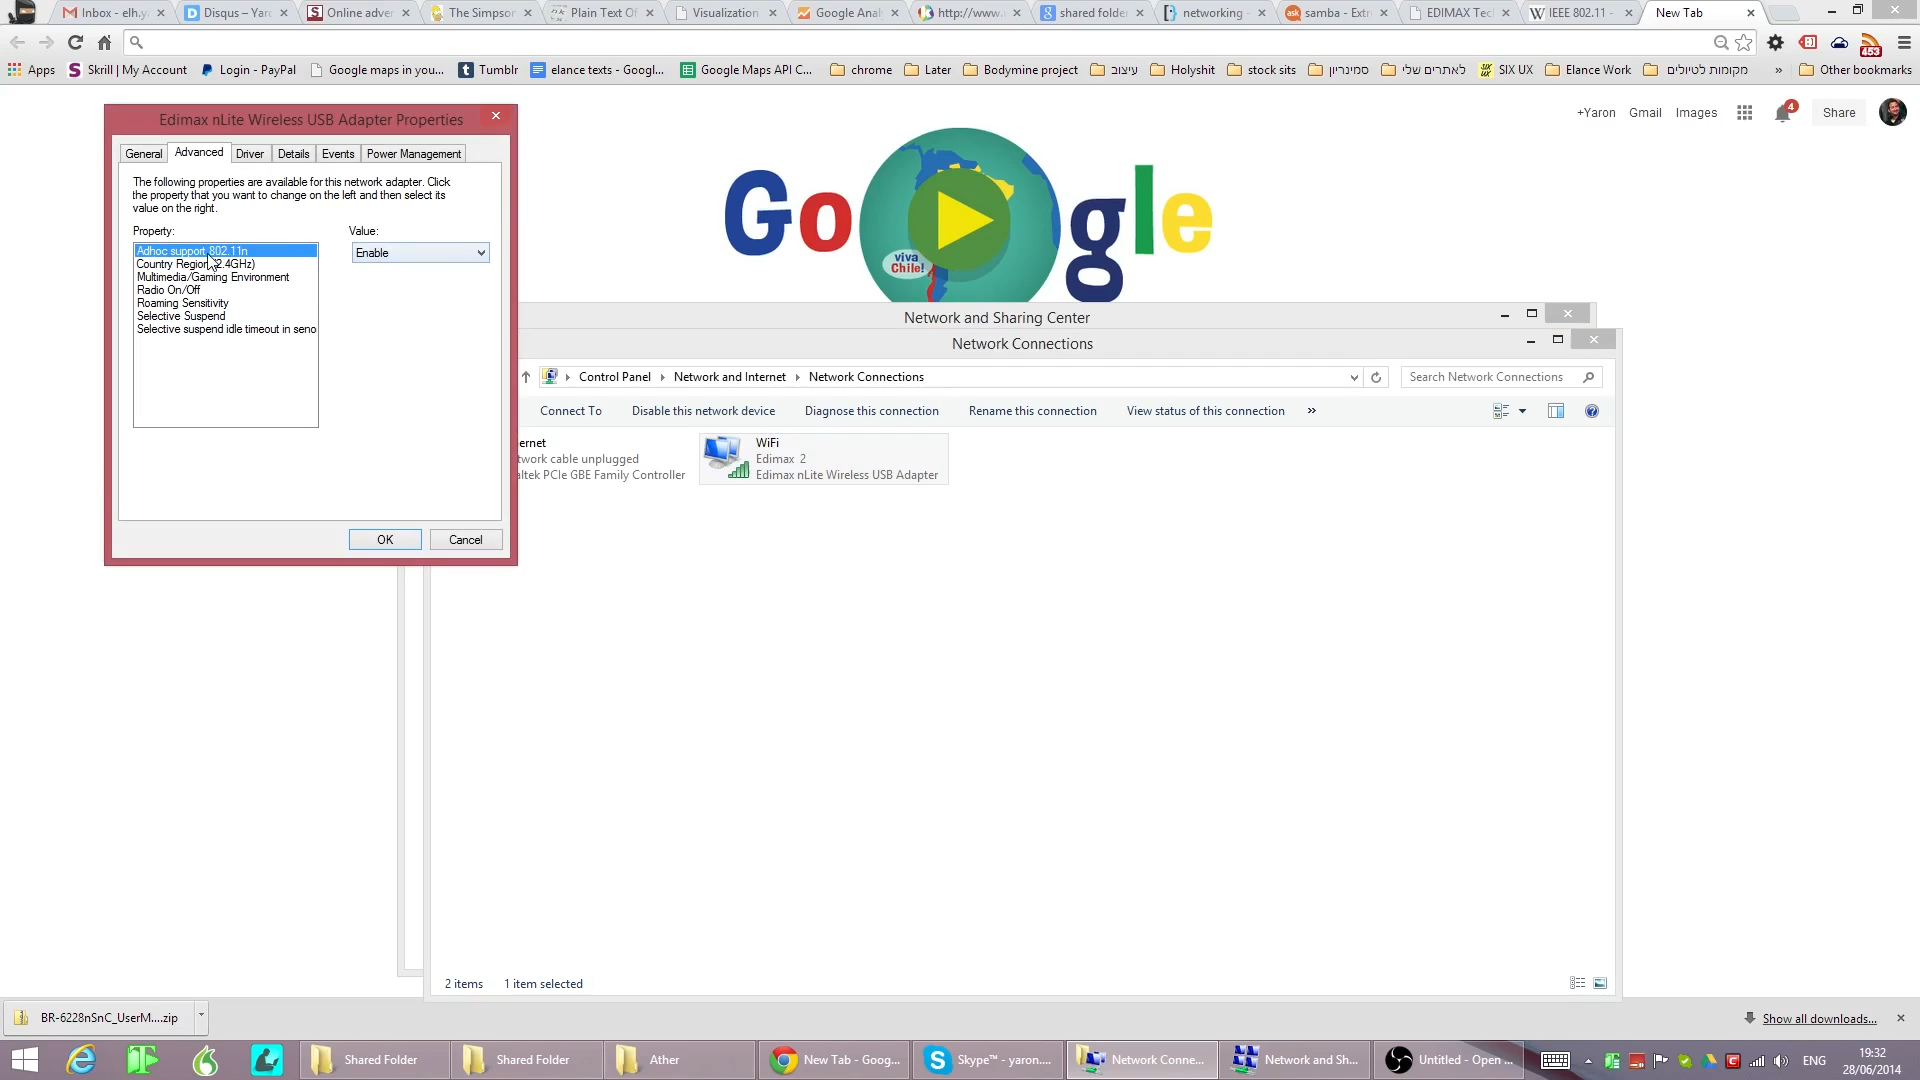 Inbox - elh.y
Disqus – Yar
Online adver
The Simpson
Plain Text Of
Visualization
Google Anal
http://www.
shared folde
networking -
samba - Ext
EDIMAX Tec
IEEE 802.11 -
New Tab
Apps
Skrill | My Account
Login - PayPal
Google maps in you...
Tumblr
elance texts - Googl...
Google Maps API C...
chrome
Later
Bodymine project
עיצוב
Holyshit
stock sits
סמינריון
לאתרים שלי
SIX UX
Elance Work
מקומות לטיולים
»
Other bookmarks
453
+Yaron
Gmail
Images
4
Share
Google
viva
Chile!
Edimax nLite Wireless USB Adapter Properties
General
Advanced
Driver
Details
Events
Power Management
The following properties are available for this network adapter. Click
the property that you want to change on the left and then select its
value on the right.
Property:
Value:
Adhoc support 802.11n
Country Region(2.4GHz)
Multimedia/Gaming Environment
Radio On/Off
Roaming Sensitivity
Selective Suspend
Selective suspend idle timeout in seno
Enable
OK
Cancel
Network and Sharing Center
Network Connections
Control Panel
Network and Internet
Network Connections
Search Network Connections
Connect To
Disable this network device
Diagnose this connection
Rename this connection
View status of this connection
»
ernet
twork cable unplugged
altek PCIe GBE Family Controller
WiFi
Edimax 2
Edimax nLite Wireless USB Adapter
2 items
1 item selected
BR-6228nSnC_UserM....zip
Show all downloads...
Shared Folder
Shared Folder
Ather
New Tab - Goog...
Skype™ - yaron....
Network Conne...
Network and Sh...
Untitled - Open ...
ENG
19:32
28/06/2014